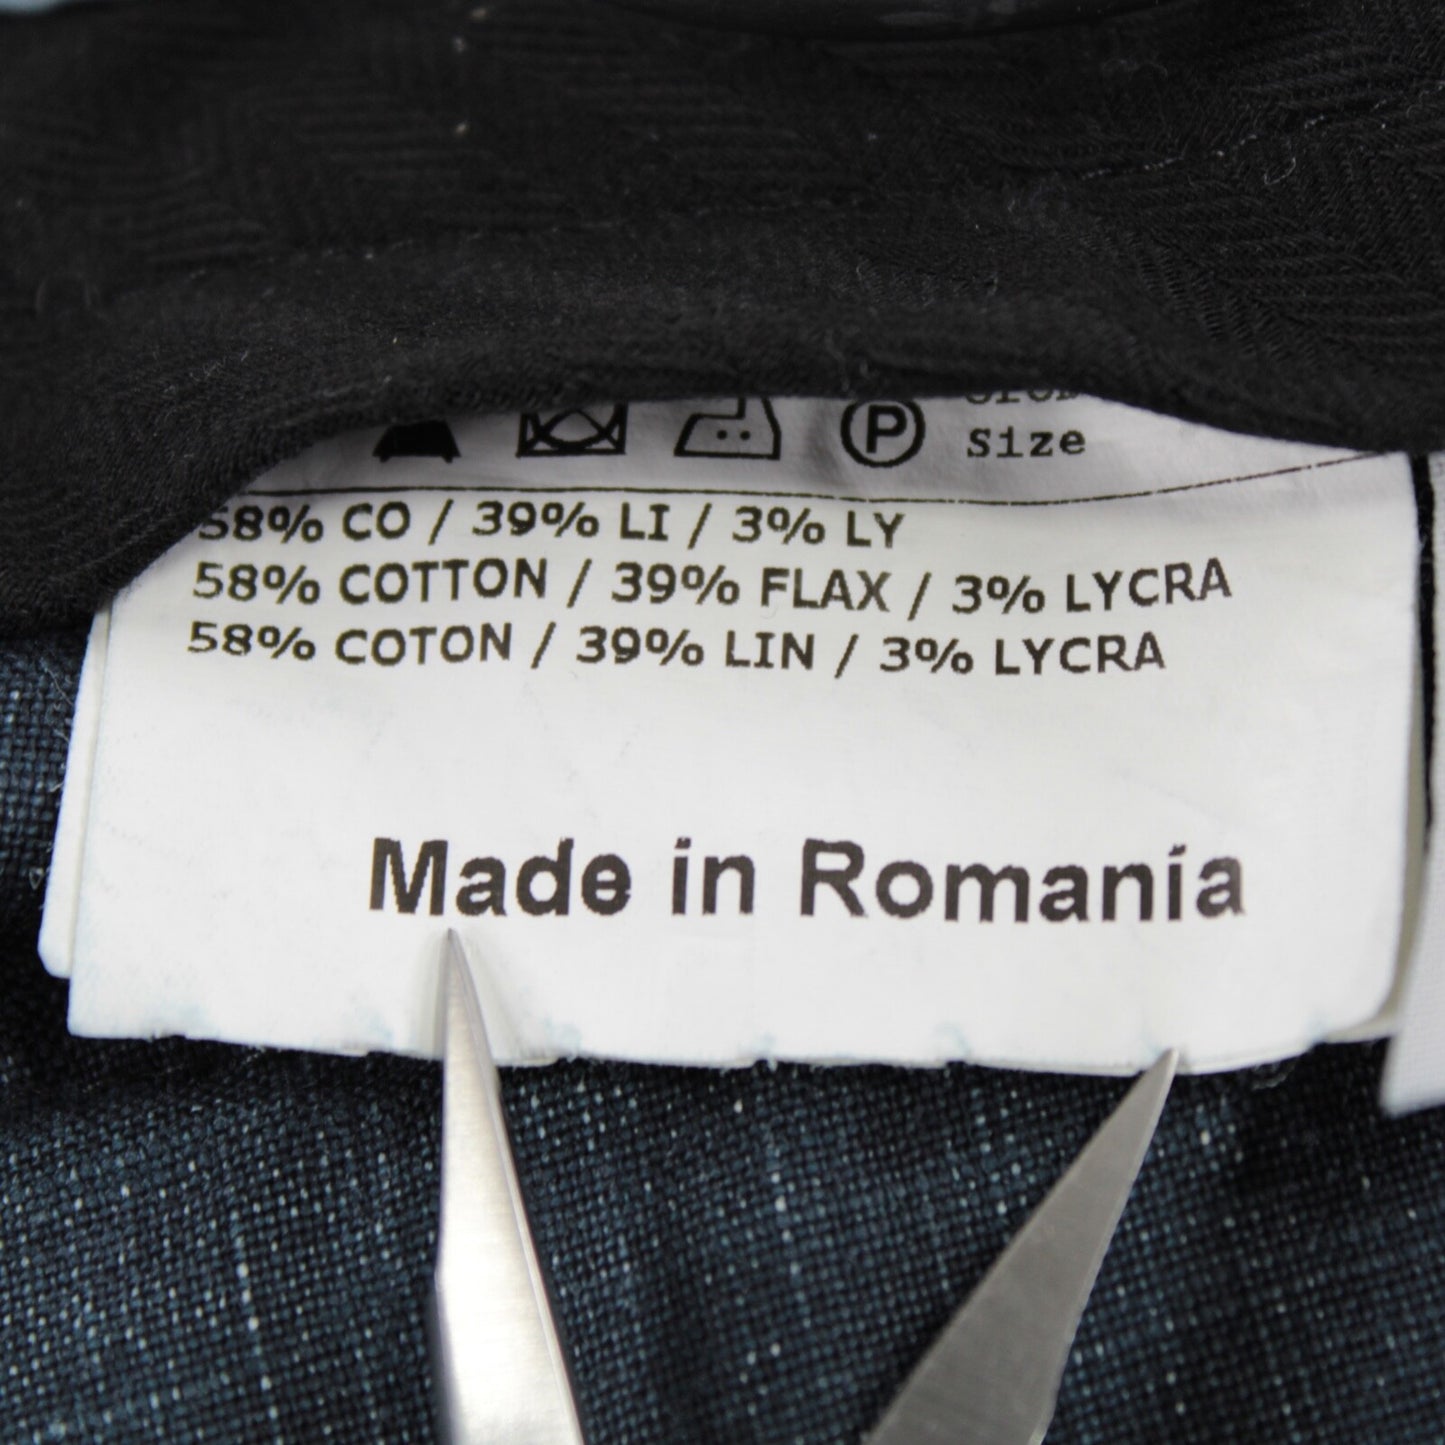 P
Size
58% CO / 39% LI / 3% LY
58% COTTON / 39% FLAX / 3% LYCRA
58% COTON / 39% LIN / 3% LYCRA
Made in Romania